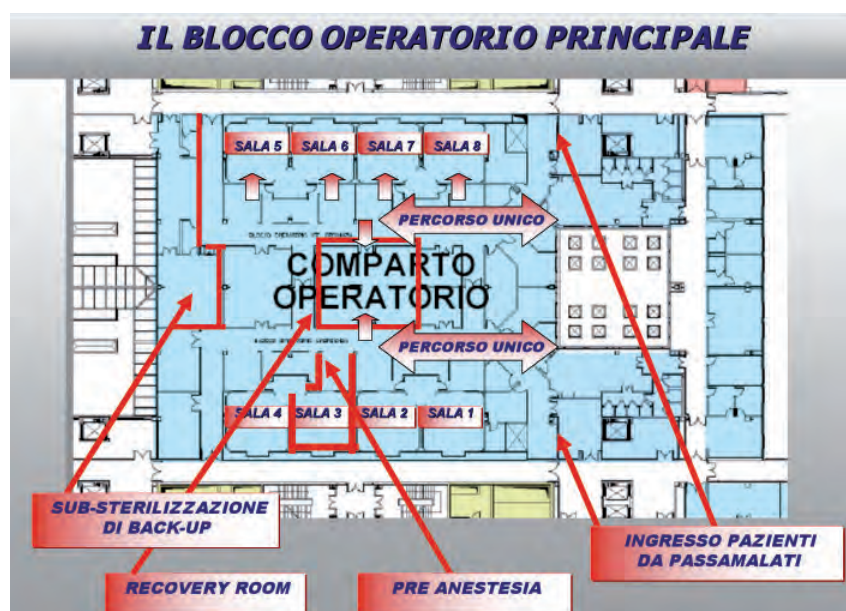 IL BLOCCO OPERATORIO PRINCIPALE
SALA 5
SALA 6
SALA 7
SALA 8
PERCORSO UNICO
COMPARTO
OPERATORIO
PERCORSO UNICO
SALA 4
SALA 3
SALA 2
SALA 1
SUB-STERILIZZAZIONE
DI BACK-UP
RECOVERY ROOM
PRE ANESTESIA
INGRESSO PAZIENTI
DA PASSAMALATI